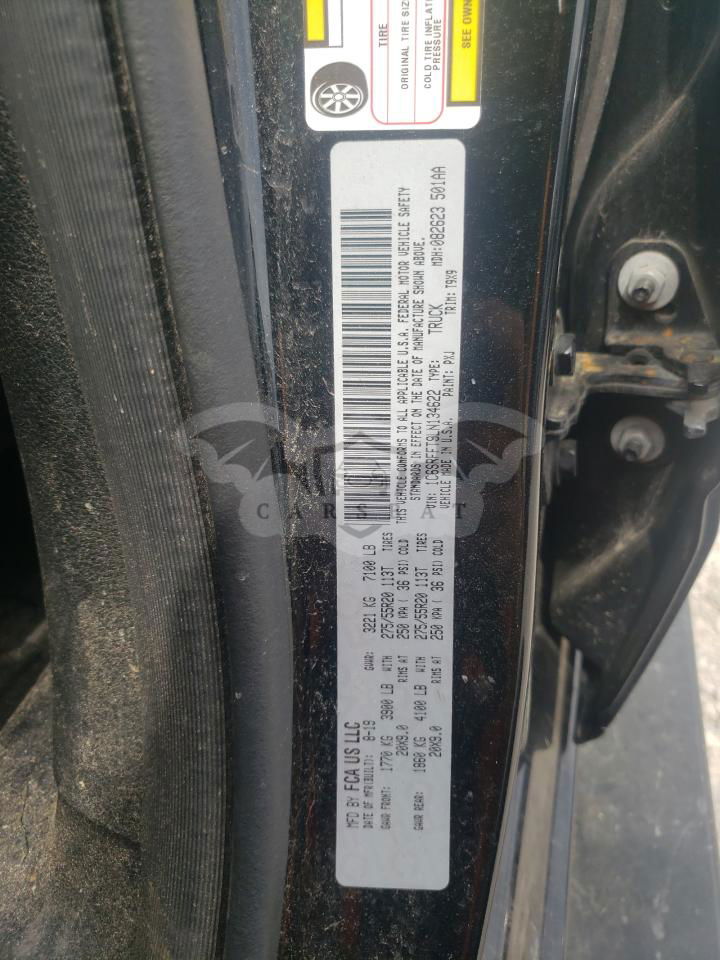 TIRE
ORIGINAL TIRE SIZ
COLD TIRE INFLAT
PRESSURE
SEE OWN
MFD BY FCA US LLC
DATE OF MFR(BUILT): 8-19 GVWR: 3221 KG 7100 LB
GAWR FRONT: 1770 KG 3900 LB WITH 275/55R20 113T TIRES
20X9.0 RIMS AT 250 KPA ( 36 PSI) COLD
GAWR REAR: 1860 KG 4100 LB WITH 275/55R20 113T TIRES
20X9.0 RIMS AT 250 KPA ( 36 PSI) COLD
THIS VEHICLE CONFORMS TO ALL APPLICABLE U.S.A. FEDERAL MOTOR VEHICLE SAFETY
STANDARDS IN EFFECT ON THE DATE OF MANUFACTURE SHOWN ABOVE.
VIN: 1C6SRFFT9LN134622 TYPE: TRUCK MDH:082623 501AA
VEHICLE MADE IN U.S.A. PAINT: PXJ TRIM: T9X9